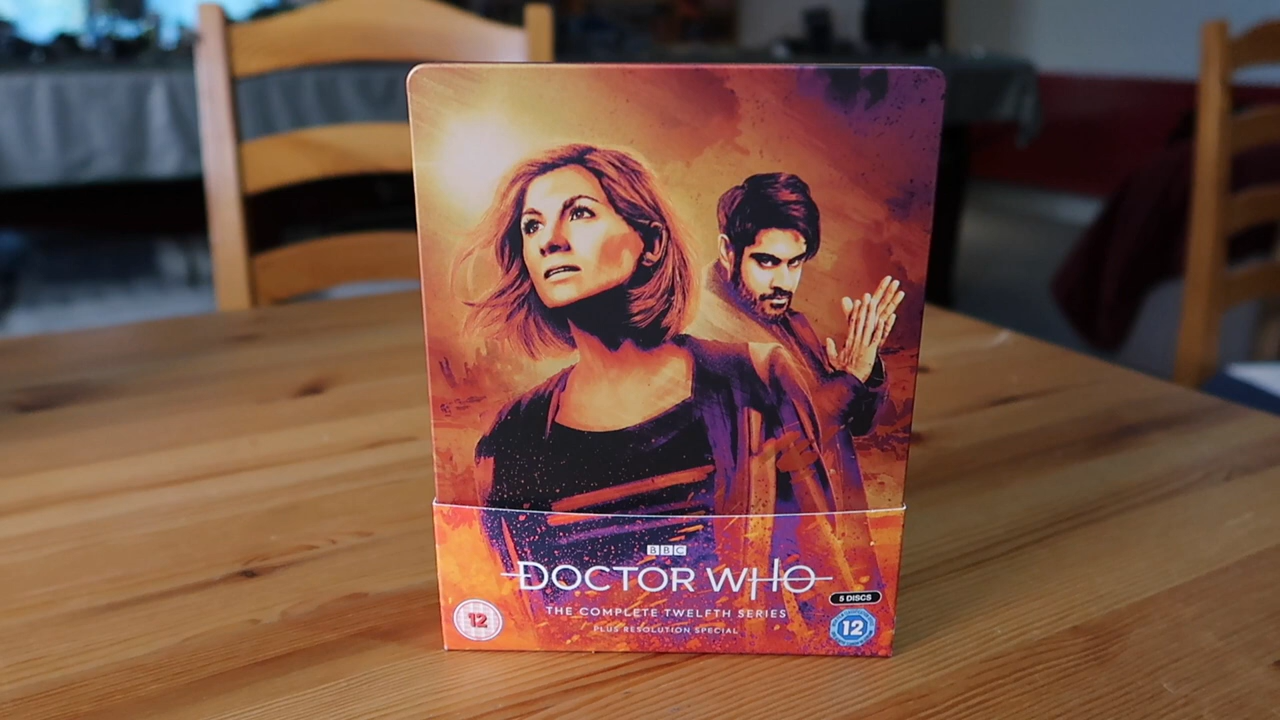 BBC
DOCTOR WHO
5 DISCS
THE COMPLETE TWELFTH SERIES
PLUS RESOLUTION SPECIAL
12
12